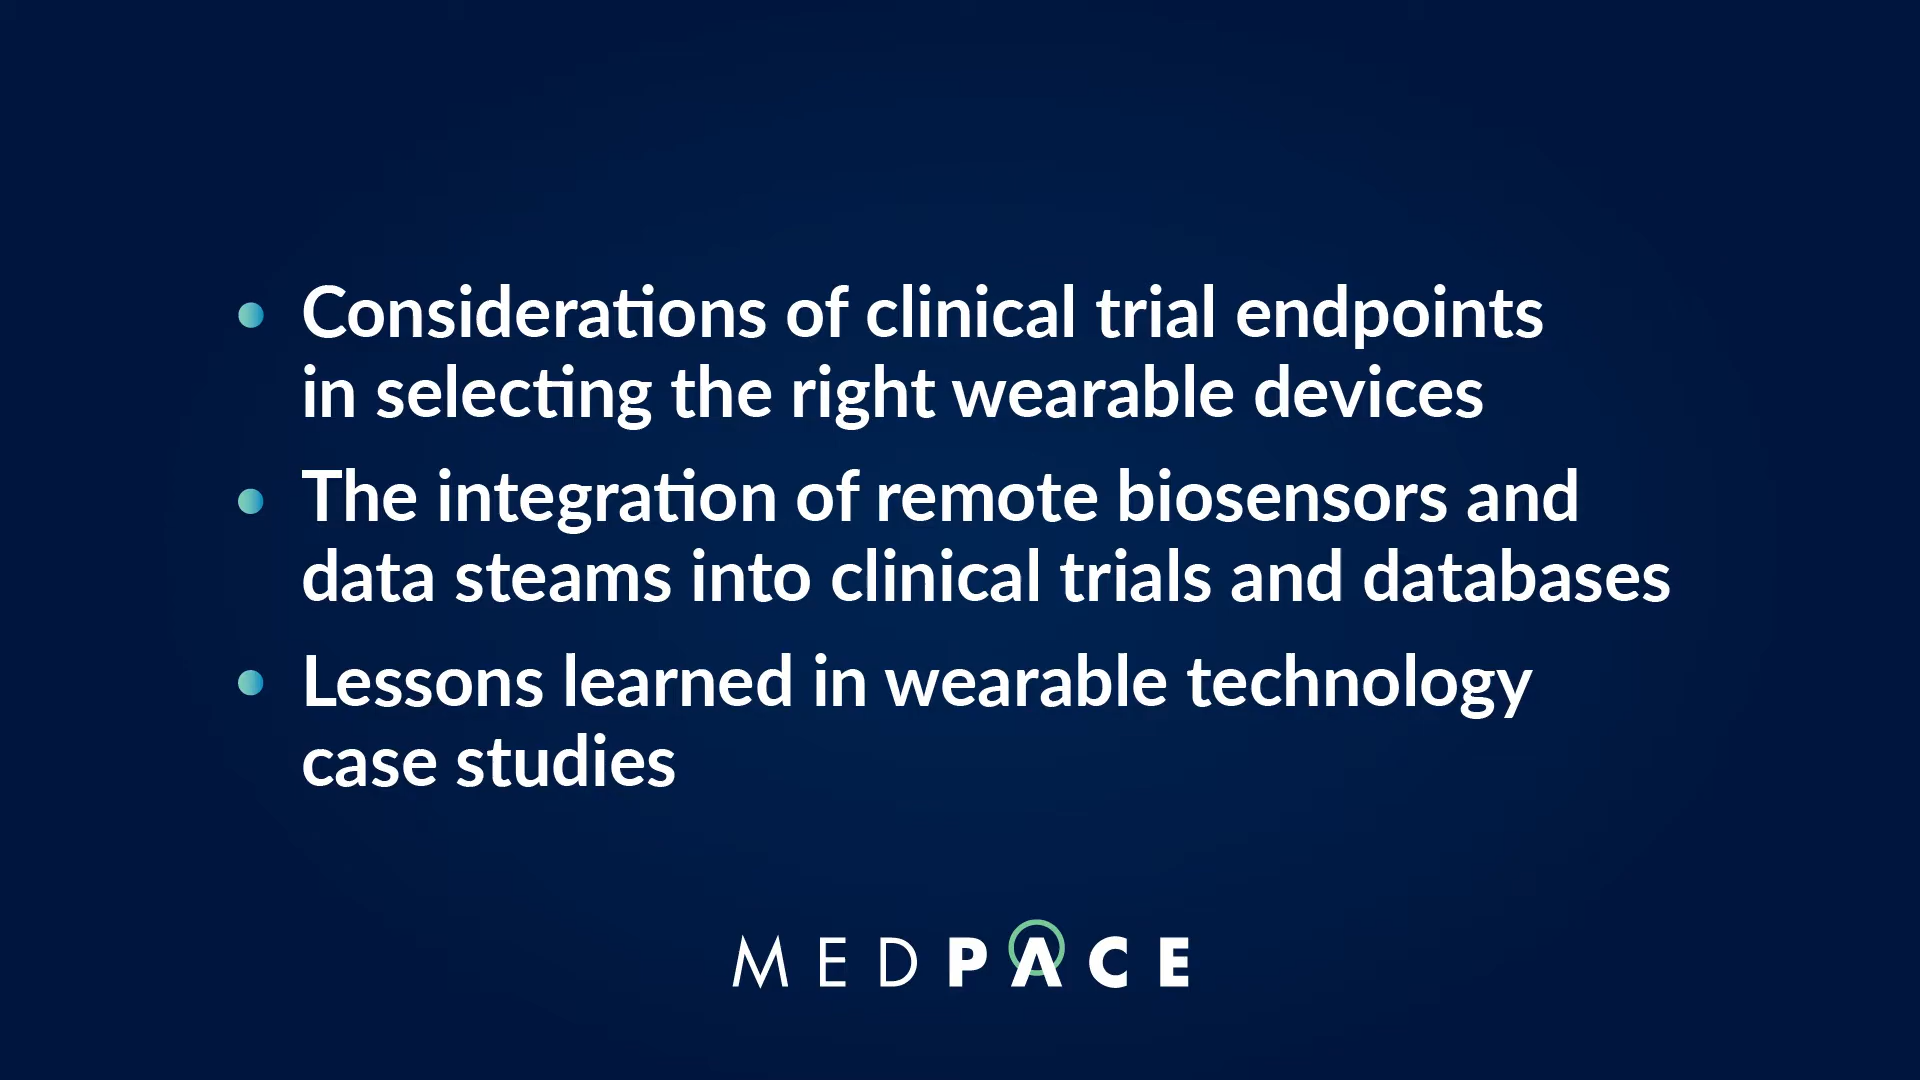 Considerations of clinical trial endpoints
in selecting the right wearable devices
The integration of remote biosensors and
data steams into clinical trials and databases
Lessons learned in wearable technology
case studies
MEDPACE